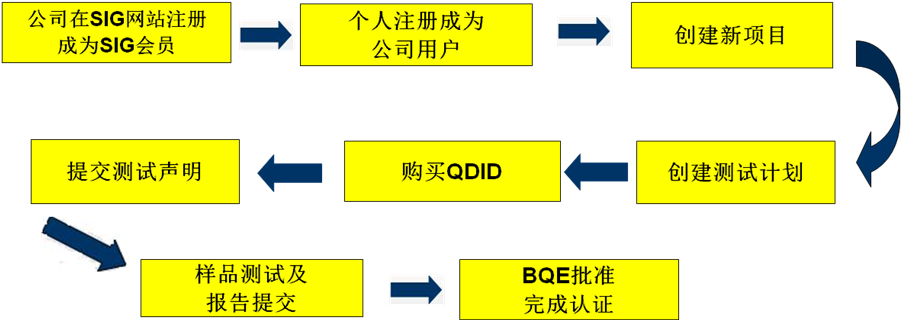 公司在SIG网站注册
成为SIG会员
个人注册成为
公司用户
创建新项目
创建测试计划
购买QDID
提交测试声明
样品测试及
报告提交
BQE批准
完成认证